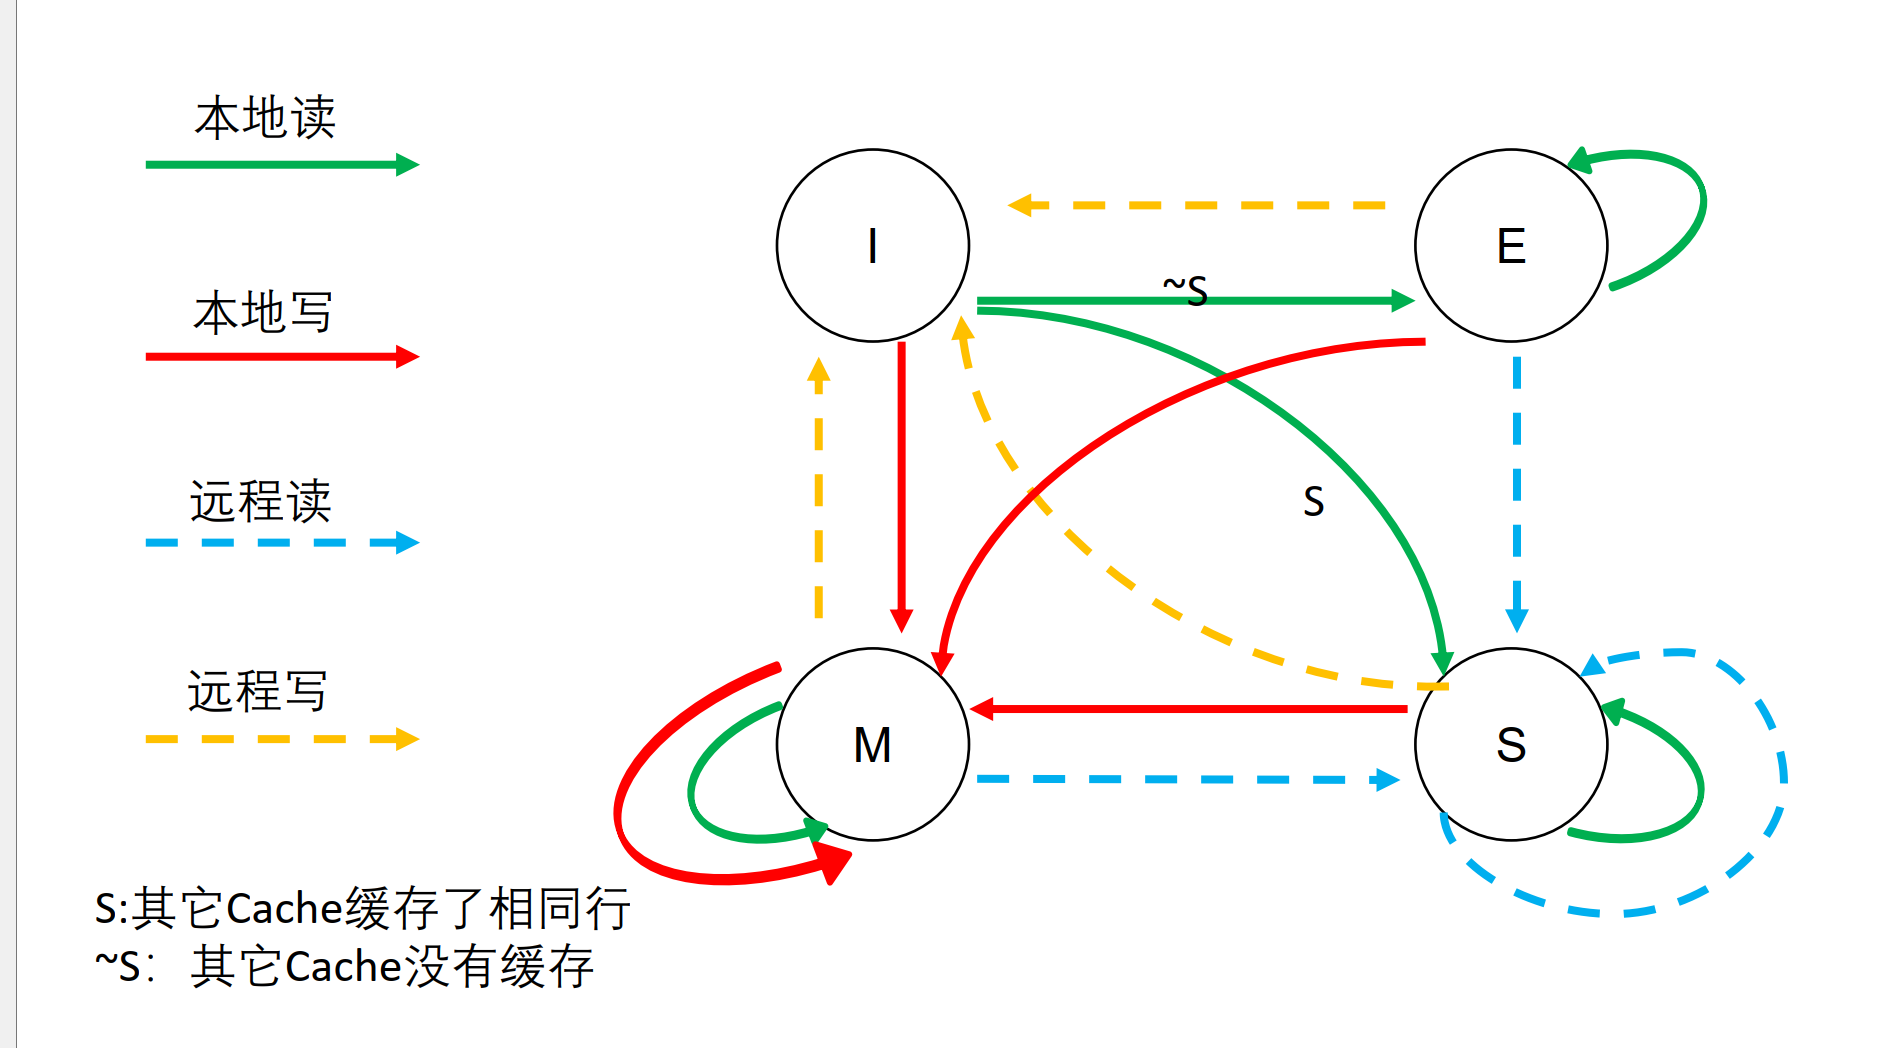 本地读
本地写
远程读
远程写
I
E
~S
S
M
S
S:其它Cache缓存了相同行
~S： 其它Cache没有缓存